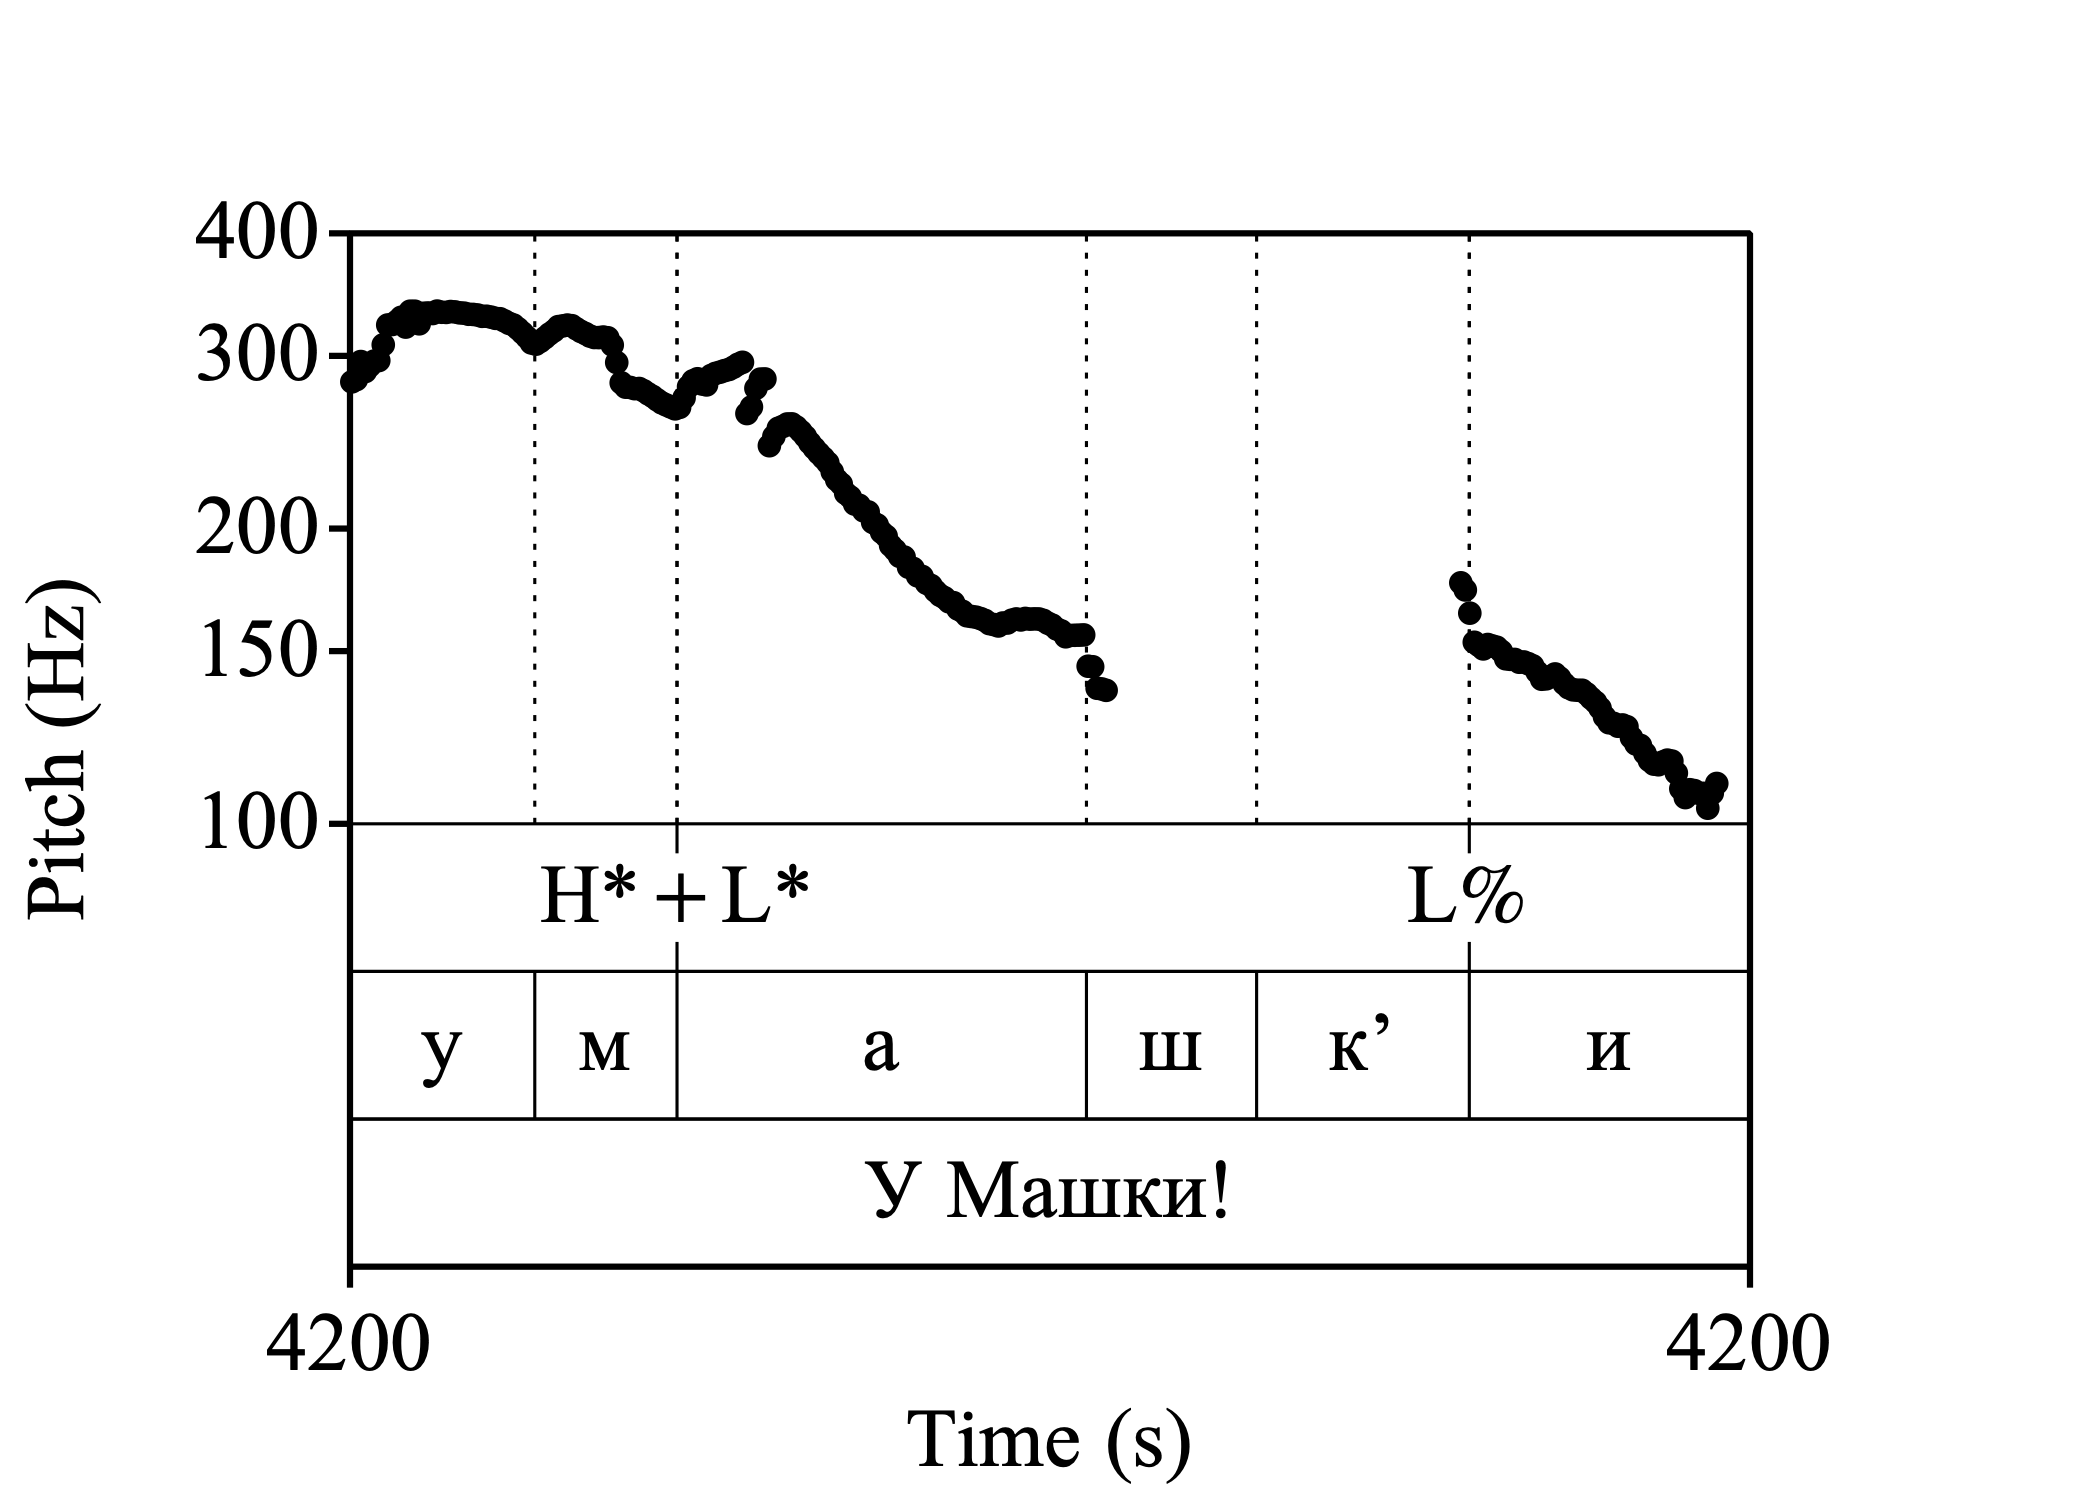 400
300
200
150
100
Pitch (Hz)
H*+L* L%
у м а ш к’ и
У Машки!
4200 4200
Time (s)